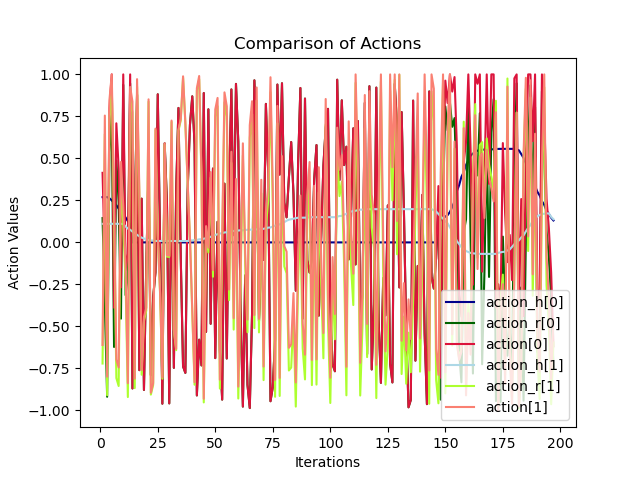 Comparison of Actions
1.00
0.75
0.50
0.25
0.00
−0.25
−0.50
−0.75
−1.00
Action Values
0
25
50
75
100
125
150
175
200
Iterations
action_h[0]
action_r[0]
action[0]
action_h[1]
action_r[1]
action[1]